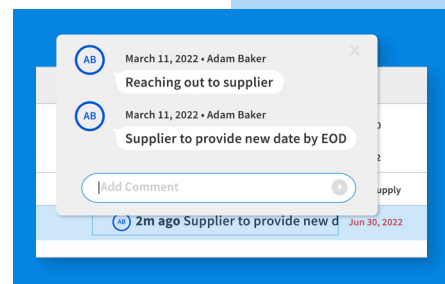 AB March 11, 2022 • Adam Baker
Reaching out to supplier
AB March 11, 2022 • Adam Baker
Supplier to provide new date by EOD
Add Comment
upply
AB 2m ago Supplier to provide new d Jun 30, 2022